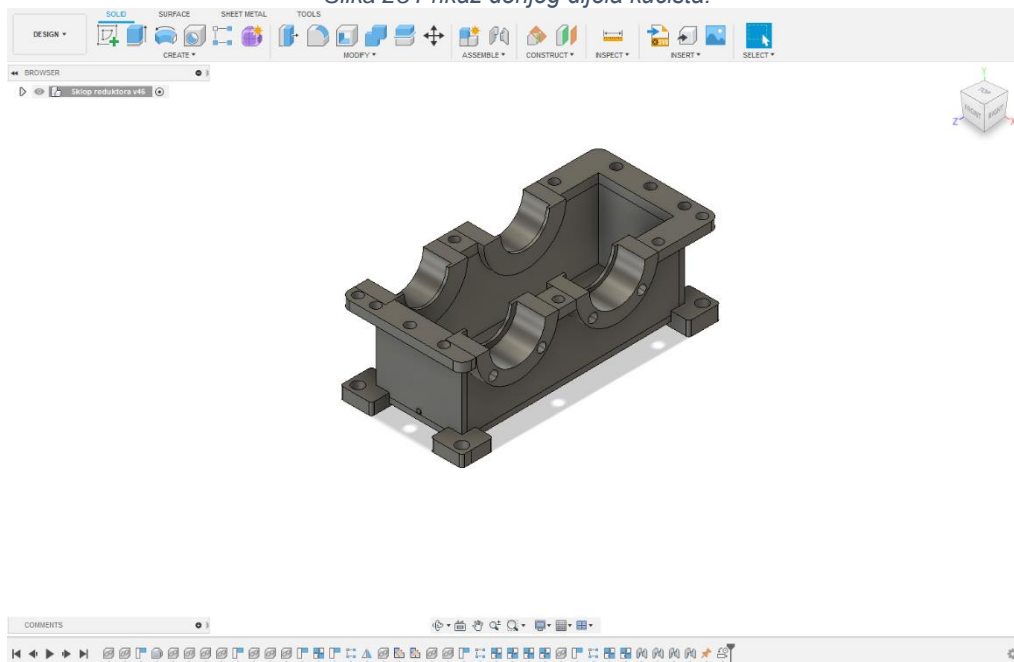 Slika 28 Prikaz donjeg dijela kućišta.
SOLID SURFACE SHEET METAL TOOLS
DESIGN
CREATE MODIFY ASSEMBLE CONSTRUCT INSPECT INSERT SELECT
BROWSER
Sklop reduktora v46
Y
TOP
FRONT RIGHT
Z X
COMMENTS